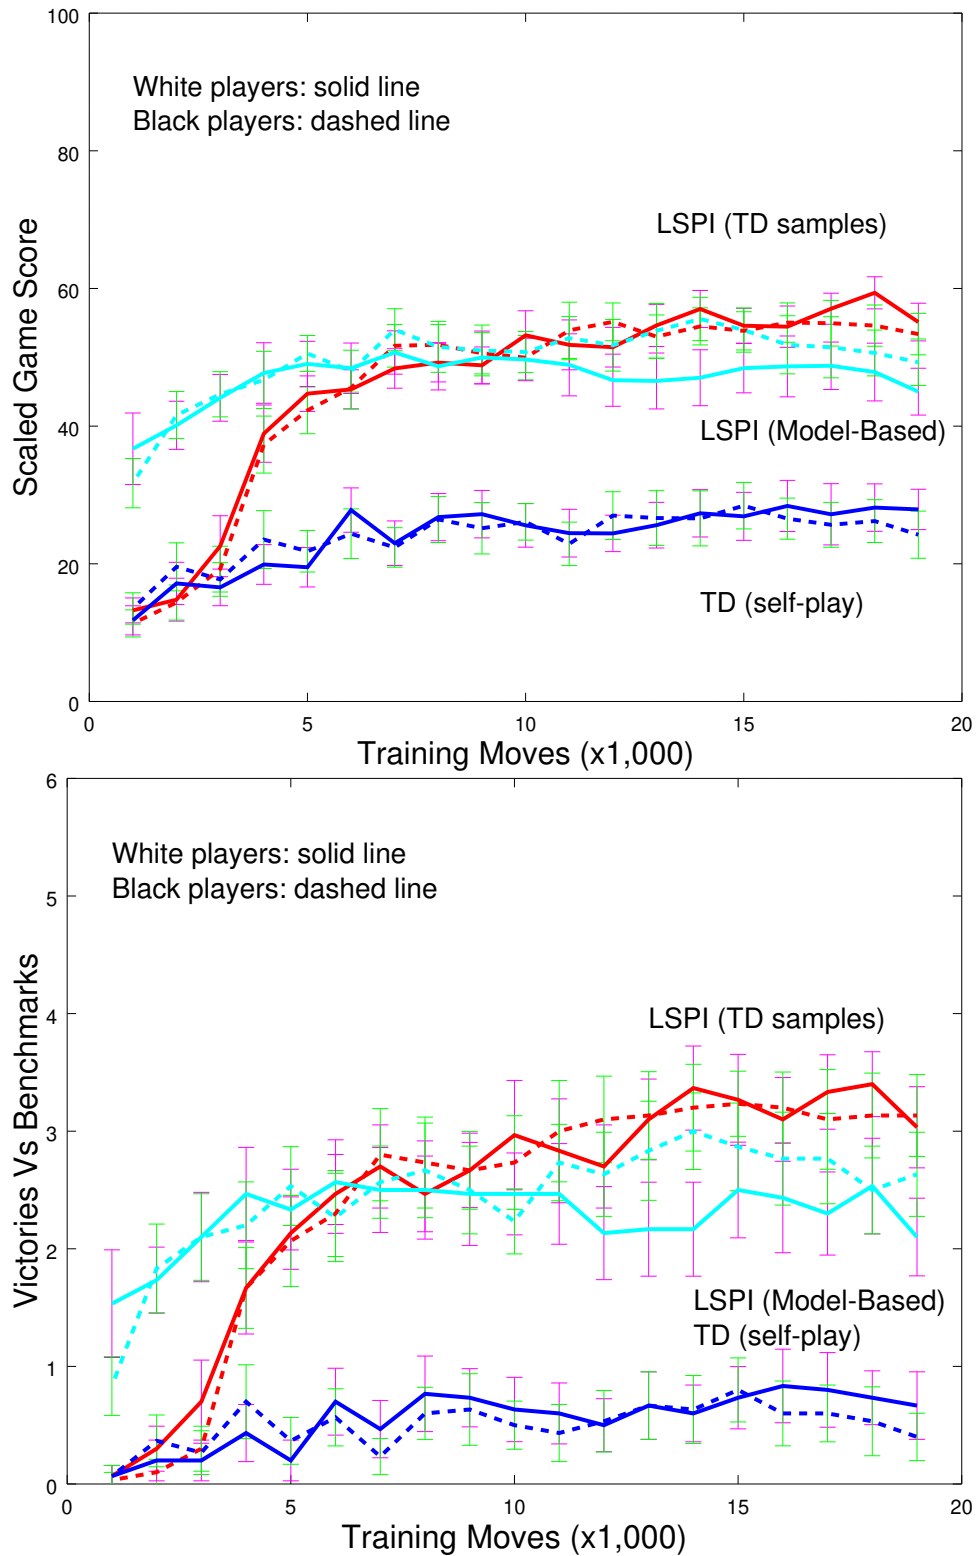 100
White players: solid line
Black players: dashed line
80
LSPI (TD samples)
60
Scaled Game Score
40
LSPI (Model-Based)
20
TD (self-play)
0
0 5 10 15 20
Training Moves (x1,000)
6
White players: solid line
Black players: dashed line
5
4
LSPI (TD samples)
Victories Vs Benchmarks
3
2
LSPI (Model-Based)
TD (self-play)
1
0
0 5 10 15 20
Training Moves (x1,000)